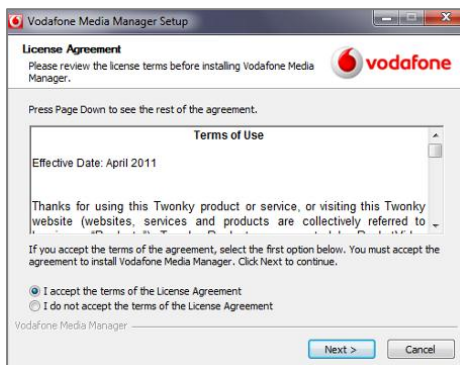 Vodafone Media Manager Setup
License Agreement
Please review the license terms before installing Vodafone Media
Manager.
vodafone
Press Page Down to see the rest of the agreement.
Terms of Use
Effective Date: April 2011
Thanks for using this Twonky product or service, or visiting this Twonky
website (websites, services and products are collectively referred to
If you accept the terms of the agreement, select the first option below. You must accept the
agreement to install Vodafone Media Manager. Click Next to continue.
I accept the terms of the License Agreement
I do not accept the terms of the License Agreement
Vodafone Media Manager
Next >
Cancel